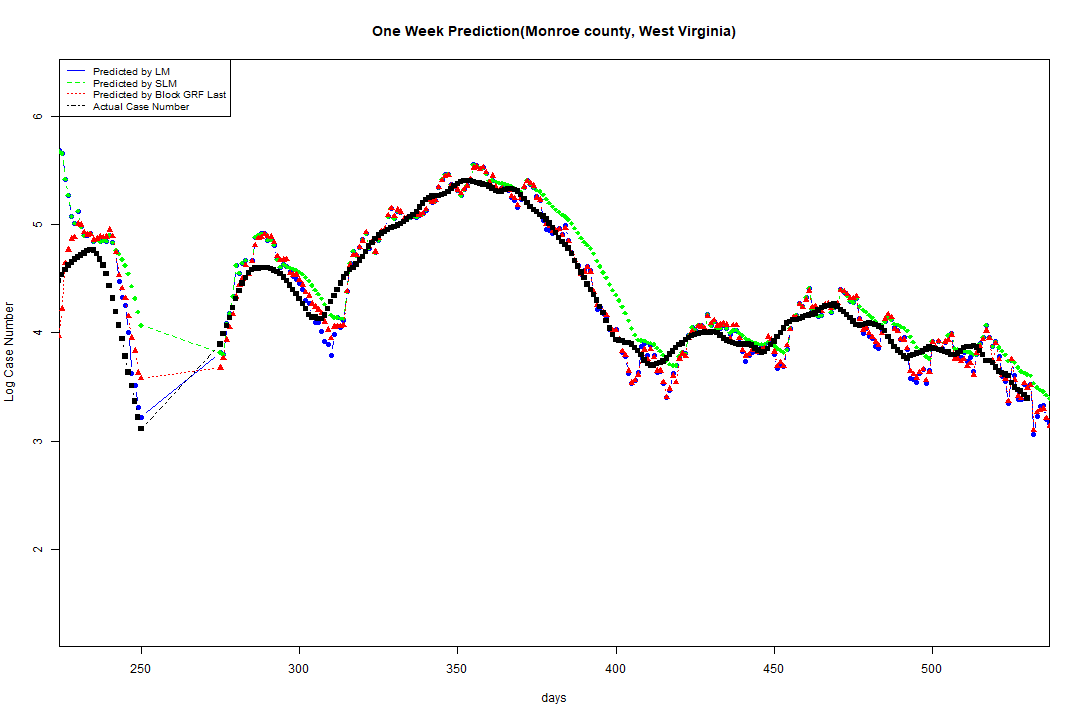 One Week Prediction(Monroe county, West Virginia)
Predicted by LM
Predicted by SLM
Predicted by Block GRF Last
Actual Case Number
6
5
4
3
2
Log Case Number
250 300 350 400 450 500
days